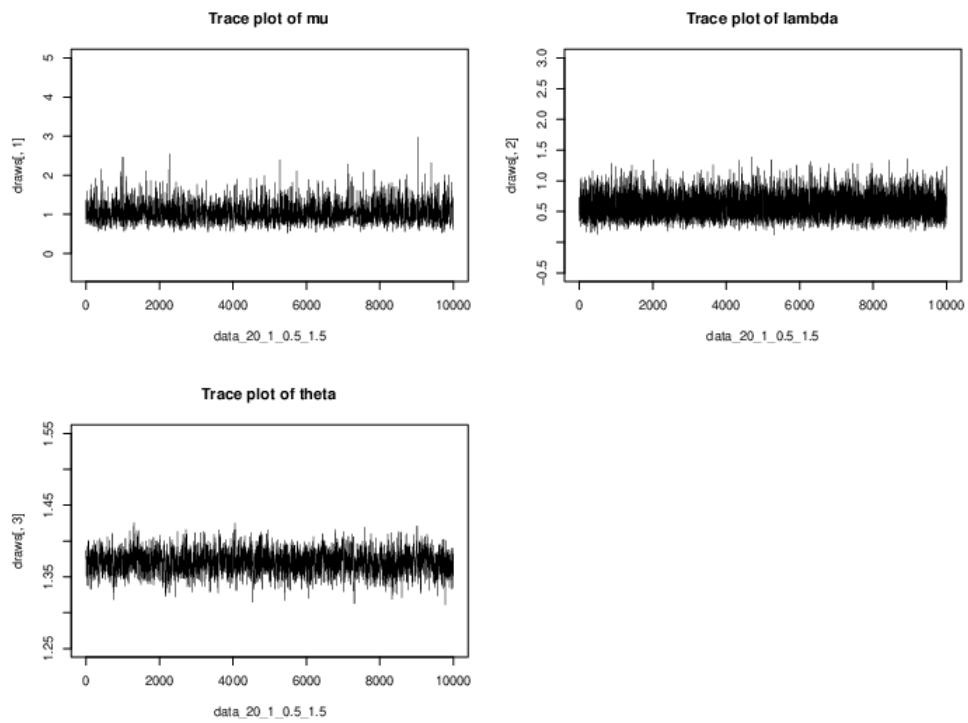 Trace plot of mu
draws[, 1]
5
4
3
2
1
0
0 2000 4000 6000 8000 10000
data_20_1_0.5_1.5
Trace plot of lambda
draws[, 2]
3.0
2.5
2.0
1.5
1.0
0.5
-0.5
0 2000 4000 6000 8000 10000
data_20_1_0.5_1.5
Trace plot of theta
draws[, 3]
1.55
1.45
1.35
1.25
0 2000 4000 6000 8000 10000
data_20_1_0.5_1.5